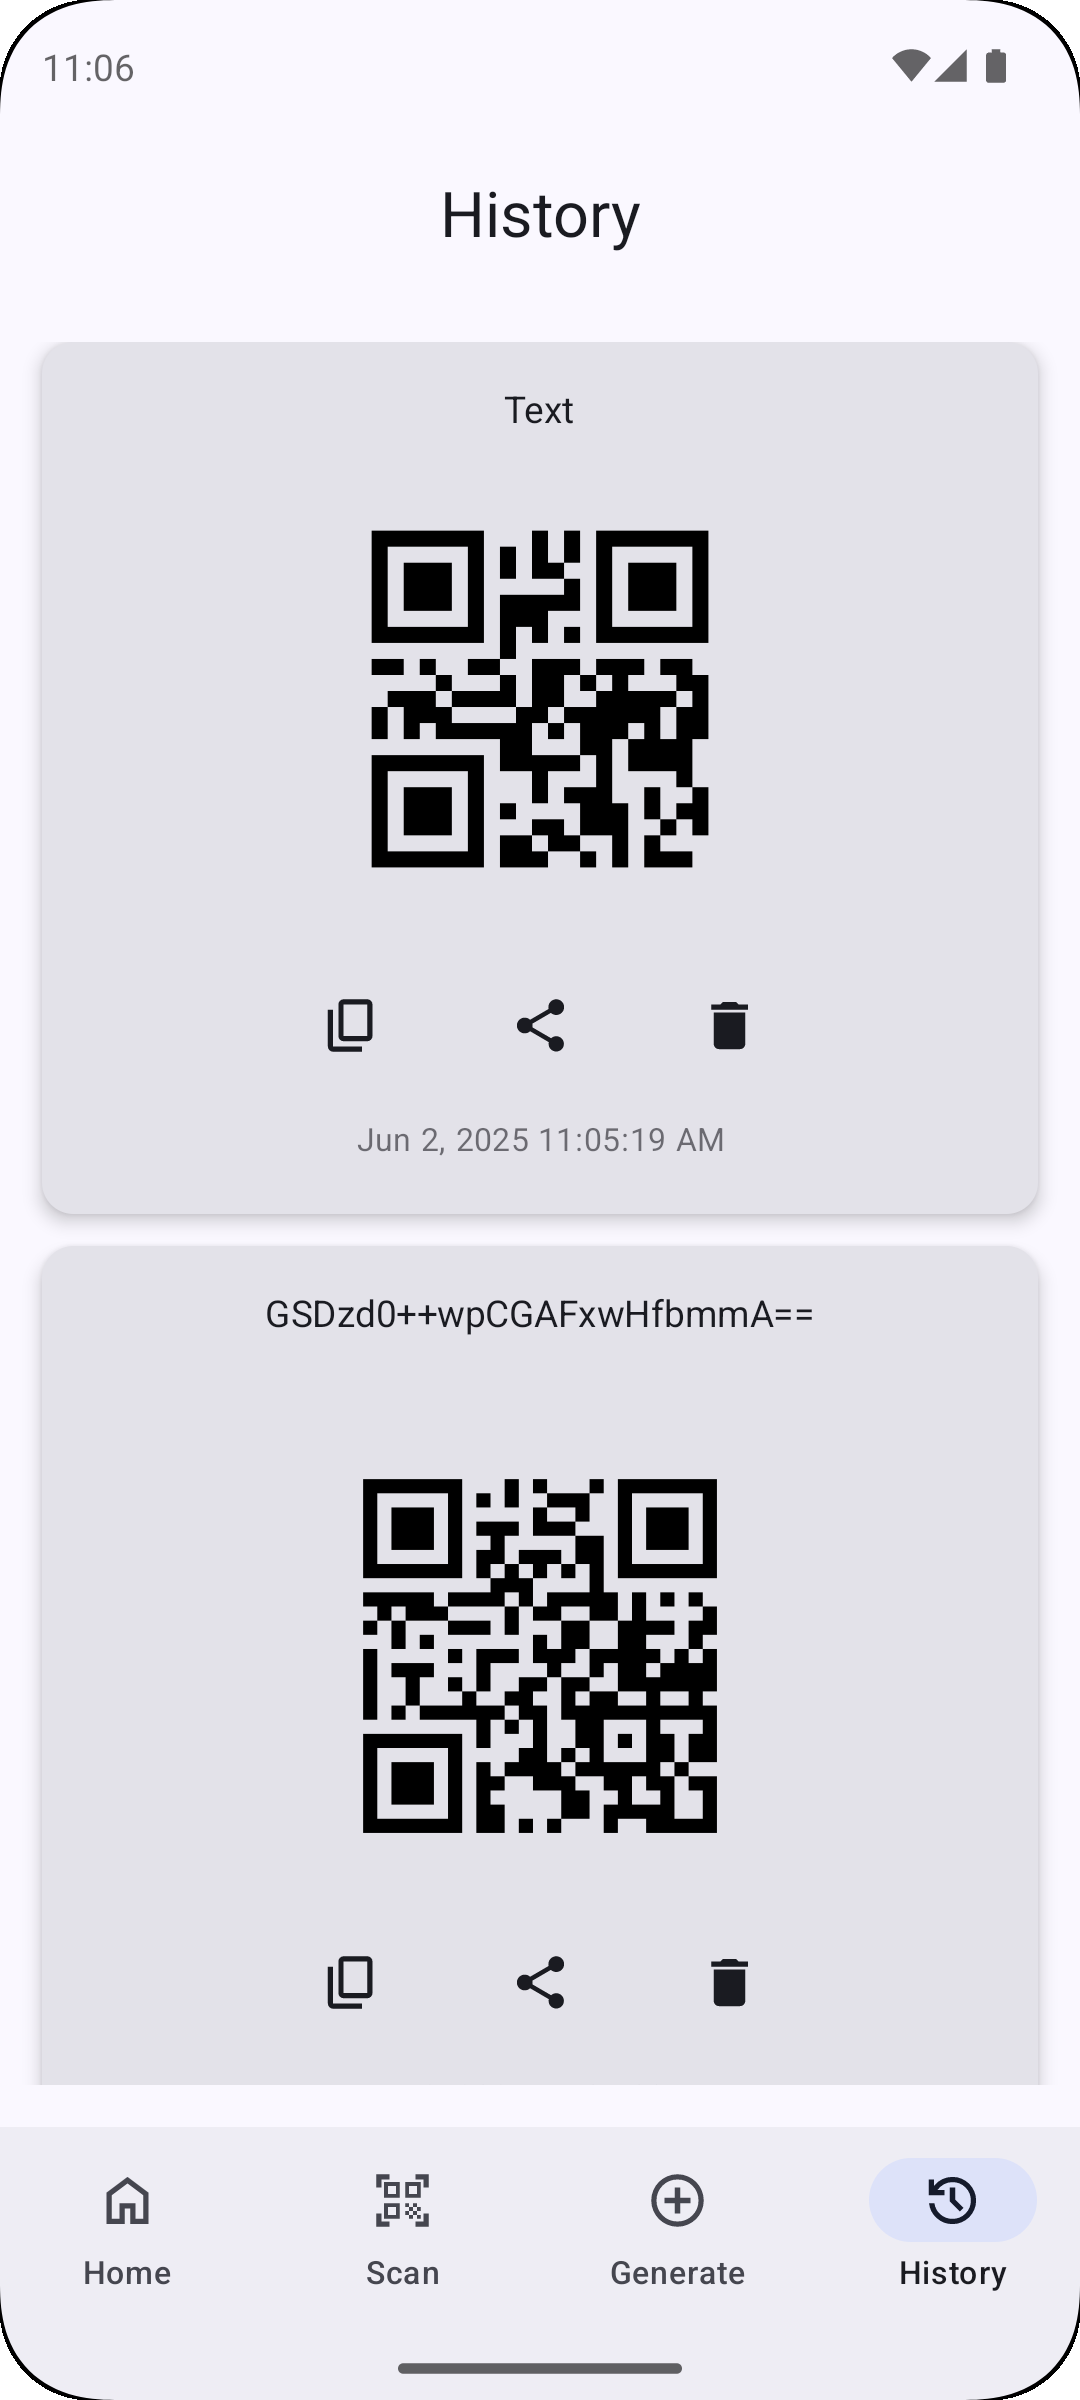 11:06
History
Text
Jun 2, 2025 11:05:19 AM
GSDzd0++wpCGAFxwHfbmmA==
Home
Scan
Generate
History